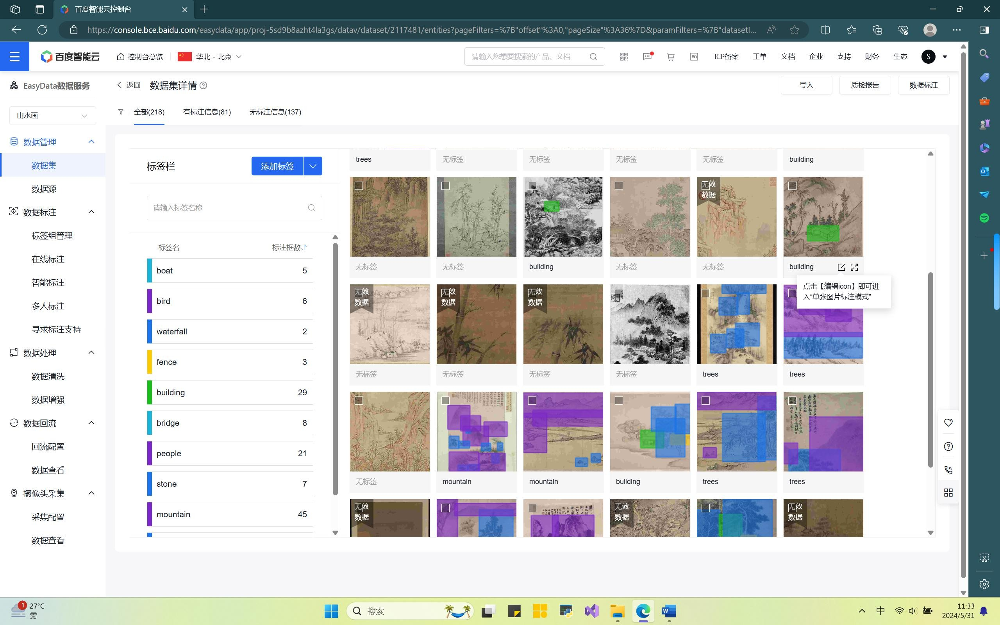 百度智能云控制台
https://console.bce.baidu.com/easydata/app/proj-5sd9b8azht4la3gs/datav/dataset/2117481/entities?pageFilters=%7B"offset"%3A0,"pageSize"%3A36%7D&paramFilters=%7B"datasetI...
百度智能云
控制台总览
华北 - 北京
请输入您想要搜索的产品、文档
En
ICP备案
工单
文档
企业
支持
财务
生态
S
EasyData数据服务
山水画
数据管理
数据集
数据源
数据标注
标签组管理
在线标注
智能标注
多人标注
寻求标注支持
数据处理
数据清洗
数据增强
数据回流
回流配置
数据查看
摄像头采集
采集配置
数据查看
返回
数据集详情
导入
质检报告
数据标注
全部(218)
有标注信息(81)
无标注信息(137)
标签栏
添加标签
请输入标签名称
标签名 标注框数
boat 5
bird 6
waterfall 2
fence 3
building 29
bridge 8
people 21
stone 7
mountain 45
trees 无标签 无标签 无标签 无标签 building
无效
数据
无标签 无标签 building 无标签 无标签 building
点击【编辑icon】即可进
入“单张图片标注模式”
无效
数据
无效
数据
无效
数据
无标签 无标签 无标签 无标签 trees trees
无标签 mountain mountain building trees trees
无效
数据
无效
数据
无效
数据
1
27°C
雾
搜索
中
11:33
2024/5/31